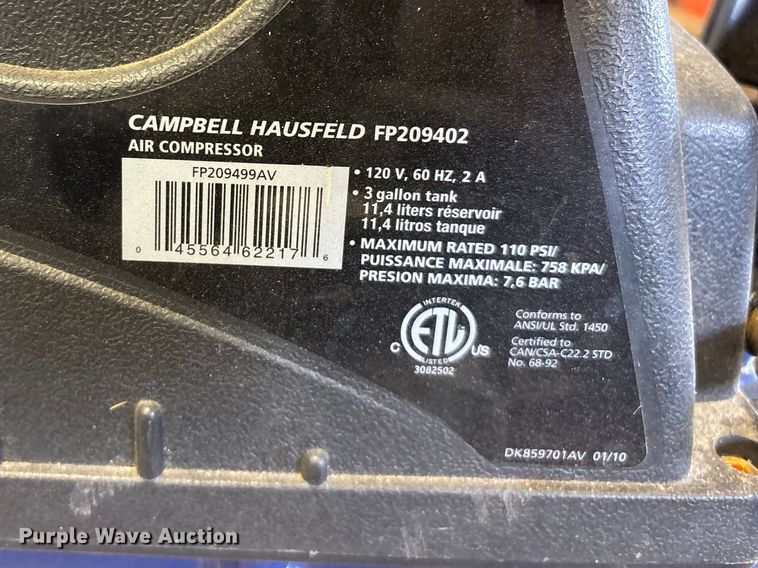 CAMPBELL HAUSFELD FP209402
AIR COMPRESSOR
FP209499AV
0 45564 62217 6
• 120 V, 60 HZ, 2 A
• 3 gallon tank
11,4 liters réservoir
11,4 litros tanque
• MAXIMUM RATED 110 PSI/
PUISSANCE MAXIMALE: 758 KPA/
PRESION MAXIMA: 7,6 BAR
INTERTEK
ETL
C US
LISTED
3082502
Conforms to
ANSI/UL Std. 1450
Certified to
CAN/CSA-C22.2 STD
No. 68-92
DK859701AV 01/10
Purple Wave Auction